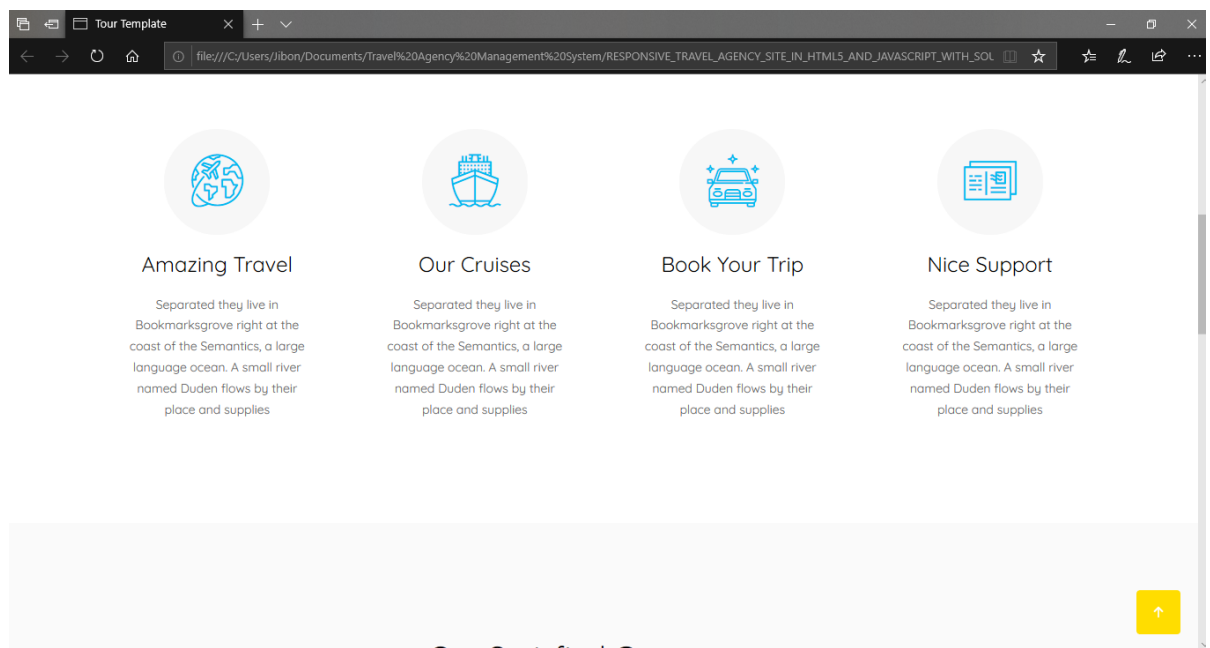 Tour Template
file:///C:/Users/Jibon/Documents/Travel%20Agency%20Management%20System/RESPONSIVE_TRAVEL_AGENCY_SITE_IN_HTML5_AND_JAVASCRIPT_WITH_SOU
Amazing Travel
Separated they live in
Bookmarksgrove right at the
coast of the Semantics, a large
language ocean. A small river
named Duden flows by their
place and supplies
Our Cruises
Separated they live in
Bookmarksgrove right at the
coast of the Semantics, a large
language ocean. A small river
named Duden flows by their
place and supplies
Book Your Trip
Separated they live in
Bookmarksgrove right at the
coast of the Semantics, a large
language ocean. A small river
named Duden flows by their
place and supplies
Nice Support
Separated they live in
Bookmarksgrove right at the
coast of the Semantics, a large
language ocean. A small river
named Duden flows by their
place and supplies